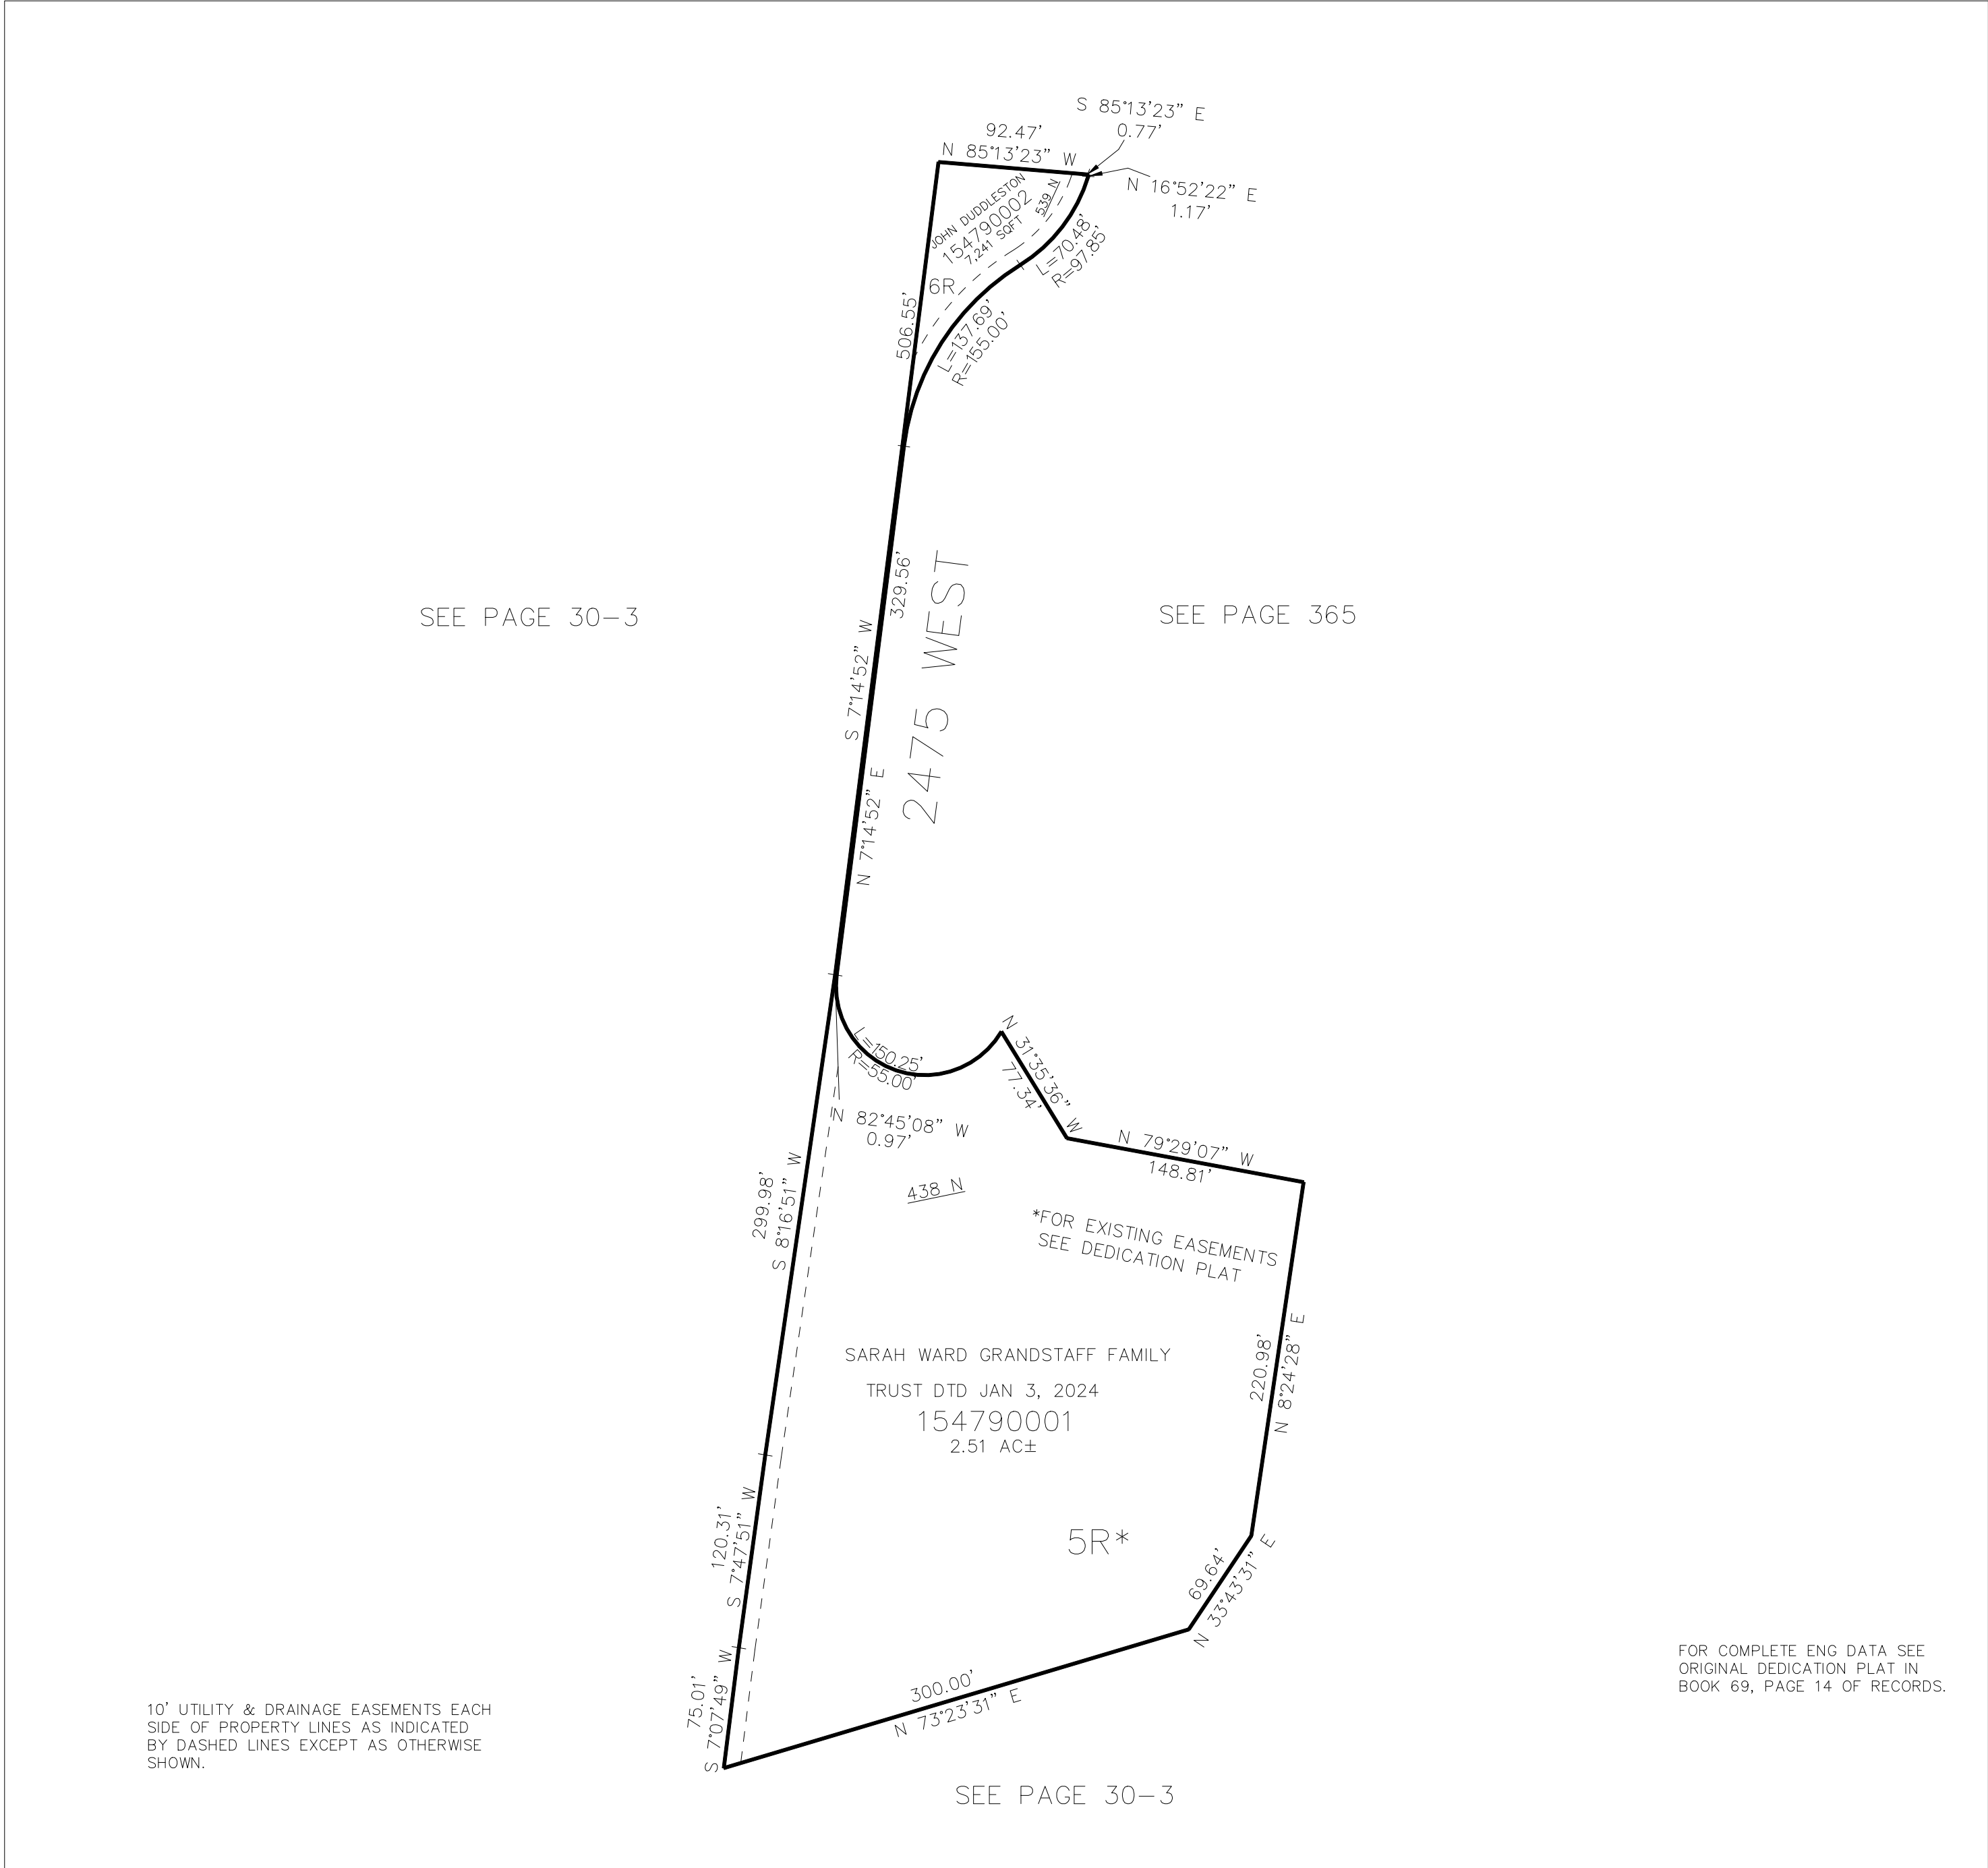 S 85°13'23" E
0.77'
92.47'
N 85°13'23" W
N 16°52'22" E
1.17'
JOHN DUDDLESTON
154790002
7,241 SQFT
539 N
6R
L=70.48'
R=97.85'
506.55'
L=137.69'
R=155.00'
329.56'
S 7°14'52" W
N 7°14'52" E
2475 WEST
SEE PAGE 30-3
SEE PAGE 365
L=150.25'
R=55.00'
N 31°35'36" W
77.34'
N 82°45'08" W
0.97'
N 79°29'07" W
148.81'
438 N
299.98'
S 8°16'51" W
*FOR EXISTING EASEMENTS
SEE DEDICATION PLAT
220.98'
N 8°24'28" E
SARAH WARD GRANDSTAFF FAMILY
TRUST DTD JAN 3, 2024
154790001
2.51 AC±
5R*
120.31'
S 7°47'51" W
69.64'
N 33°43'31" E
75.01'
S 7°07'49" W
300.00'
N 73°23'31" E
10' UTILITY & DRAINAGE EASEMENTS EACH
SIDE OF PROPERTY LINES AS INDICATED
BY DASHED LINES EXCEPT AS OTHERWISE
SHOWN.
FOR COMPLETE ENG DATA SEE
ORIGINAL DEDICATION PLAT IN
BOOK 69, PAGE 14 OF RECORDS.
SEE PAGE 30-3